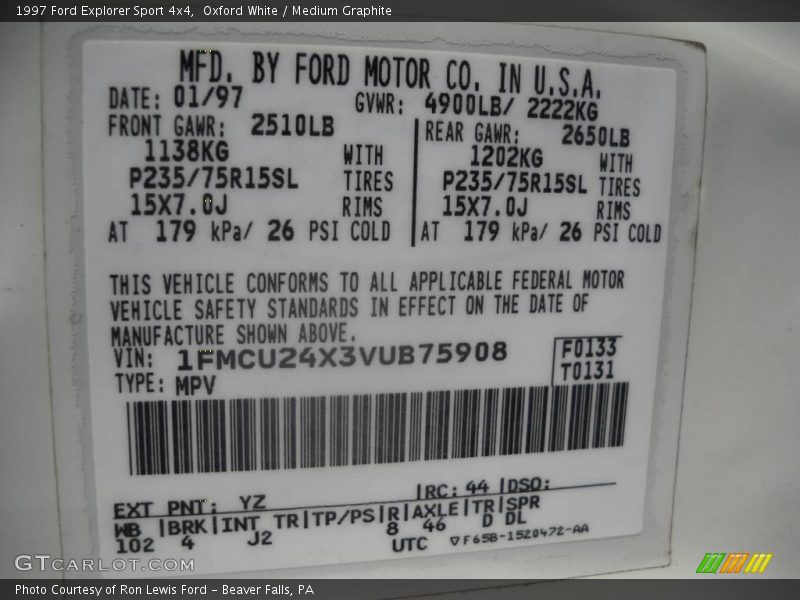 1997 Ford Explorer Sport 4x4,  Oxford White / Medium Graphite
MFD. BY FORD MOTOR CO. IN U.S.A.
DATE: 01/97 GVWR: 4900LB/ 2222KG
FRONT GAWR: 2510LB REAR GAWR: 2650LB
1138KG WITH 1202KG WITH
P235/75R15SL TIRES P235/75R15SL TIRES
15X7.0J RIMS 15X7.0J RIMS
AT 179 kPa/ 26 PSI COLD AT 179 kPa/ 26 PSI COLD
THIS VEHICLE CONFORMS TO ALL APPLICABLE FEDERAL MOTOR
VEHICLE SAFETY STANDARDS IN EFFECT ON THE DATE OF
MANUFACTURE SHOWN ABOVE.
VIN: 1FMCU24X3VUB75908 F0133
TYPE: MPV T0131
EXT PNT: YZ RC: 44 DSO:
WB BRK INT TR TP/PS R AXLE TR SPR
102 4 J2 8 46 D DL
UTC ▽F65B-1520472-AA
GTCarLot.com
Photo Courtesy of Ron Lewis Ford – Beaver Falls, PA